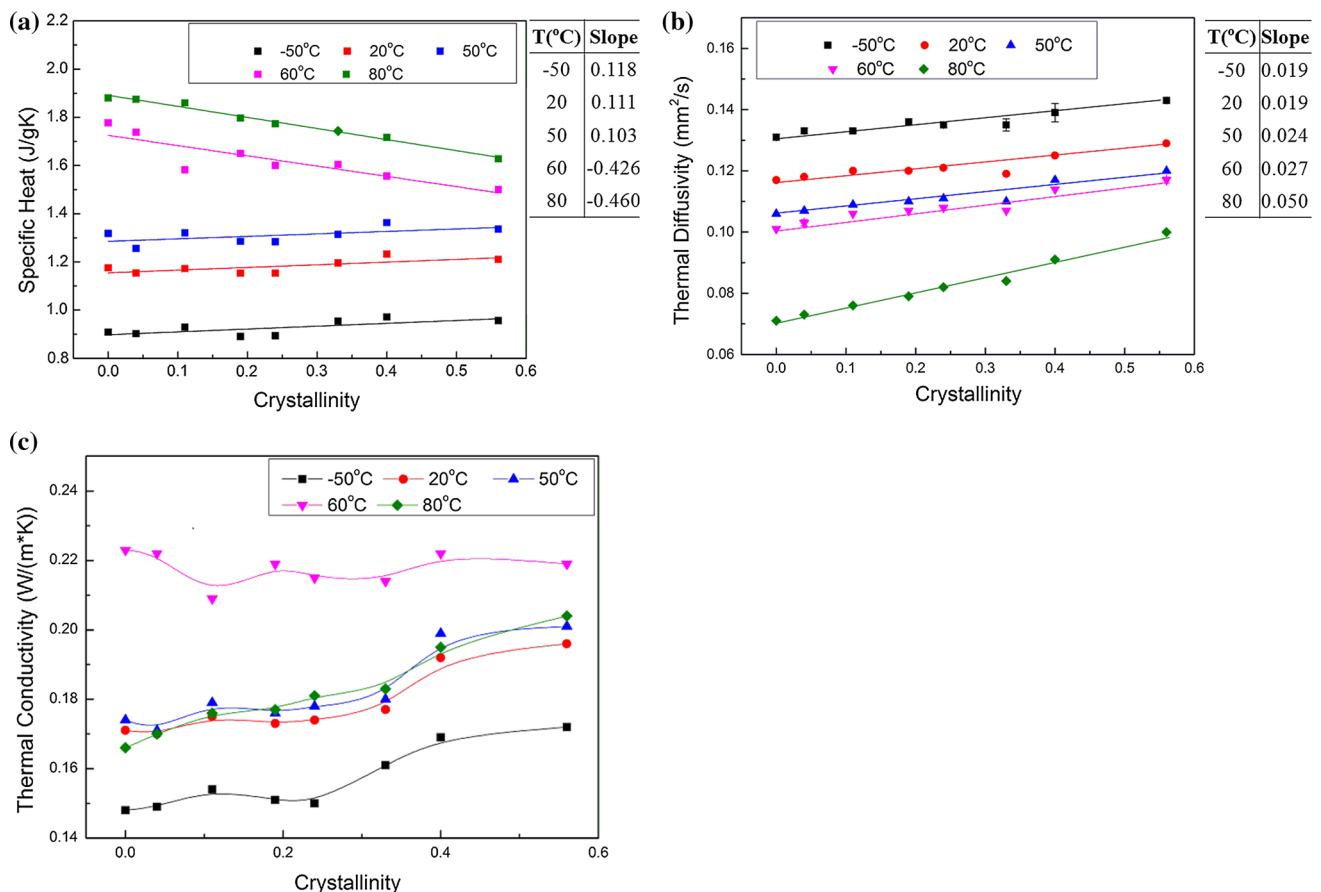 (a)
2.2
2.0
1.8
1.6
1.4
1.2
1.0
0.8
Specific Heat (J/gK)
-50°C 20°C 50°C
60°C 80°C
0.0 0.1 0.2 0.3 0.4 0.5 0.6
Crystallinity
T(°C) Slope
-50 0.118
20 0.111
50 0.103
60 -0.426
80 -0.460
(b)
0.16
0.14
0.12
0.10
0.08
0.06
Thermal Diffusivity (mm²/s)
-50°C 20°C 50°C
60°C 80°C
0.0 0.1 0.2 0.3 0.4 0.5 0.6
Crystallinity
T(°C) Slope
-50 0.019
20 0.019
50 0.024
60 0.027
80 0.050
(c)
0.24
0.22
0.20
0.18
0.16
0.14
Thermal Conductivity (W/(m*K))
-50°C 20°C 50°C
60°C 80°C
0.0 0.2 0.4 0.6
Crystallinity